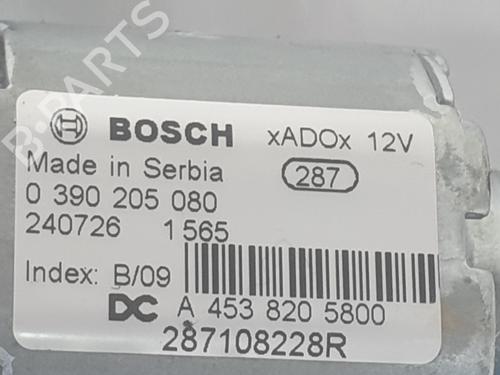 BOSCH xADOx 12V
Made in Serbia 287
0 390 205 080
240726 1 565
Index: B/09
DC A 453 820 5800
287108228R
B-PARTS